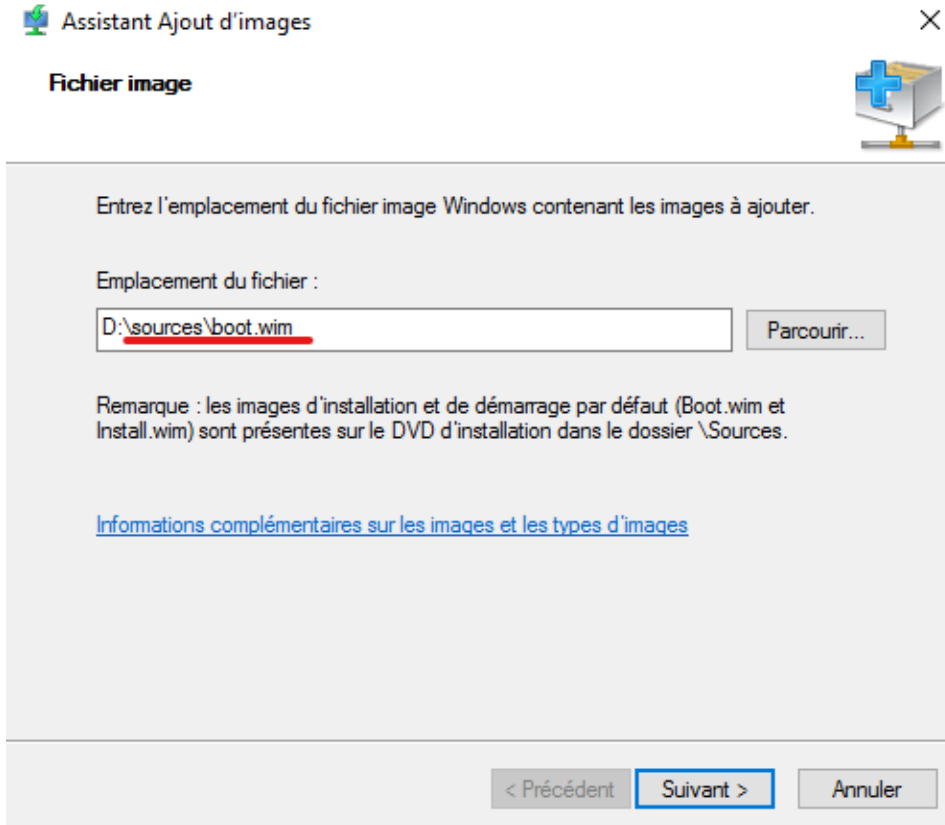 Assistant Ajout d'images
Fichier image
Entrez l'emplacement du fichier image Windows contenant les images à ajouter.
Emplacement du fichier :
D:\sources\boot.wim
Parcourir...
Remarque : les images d'installation et de démarrage par défaut (Boot.wim et
Install.wim) sont présentes sur le DVD d'installation dans le dossier \Sources.
Informations complémentaires sur les images et les types d'images
< Précédent
Suivant >
Annuler